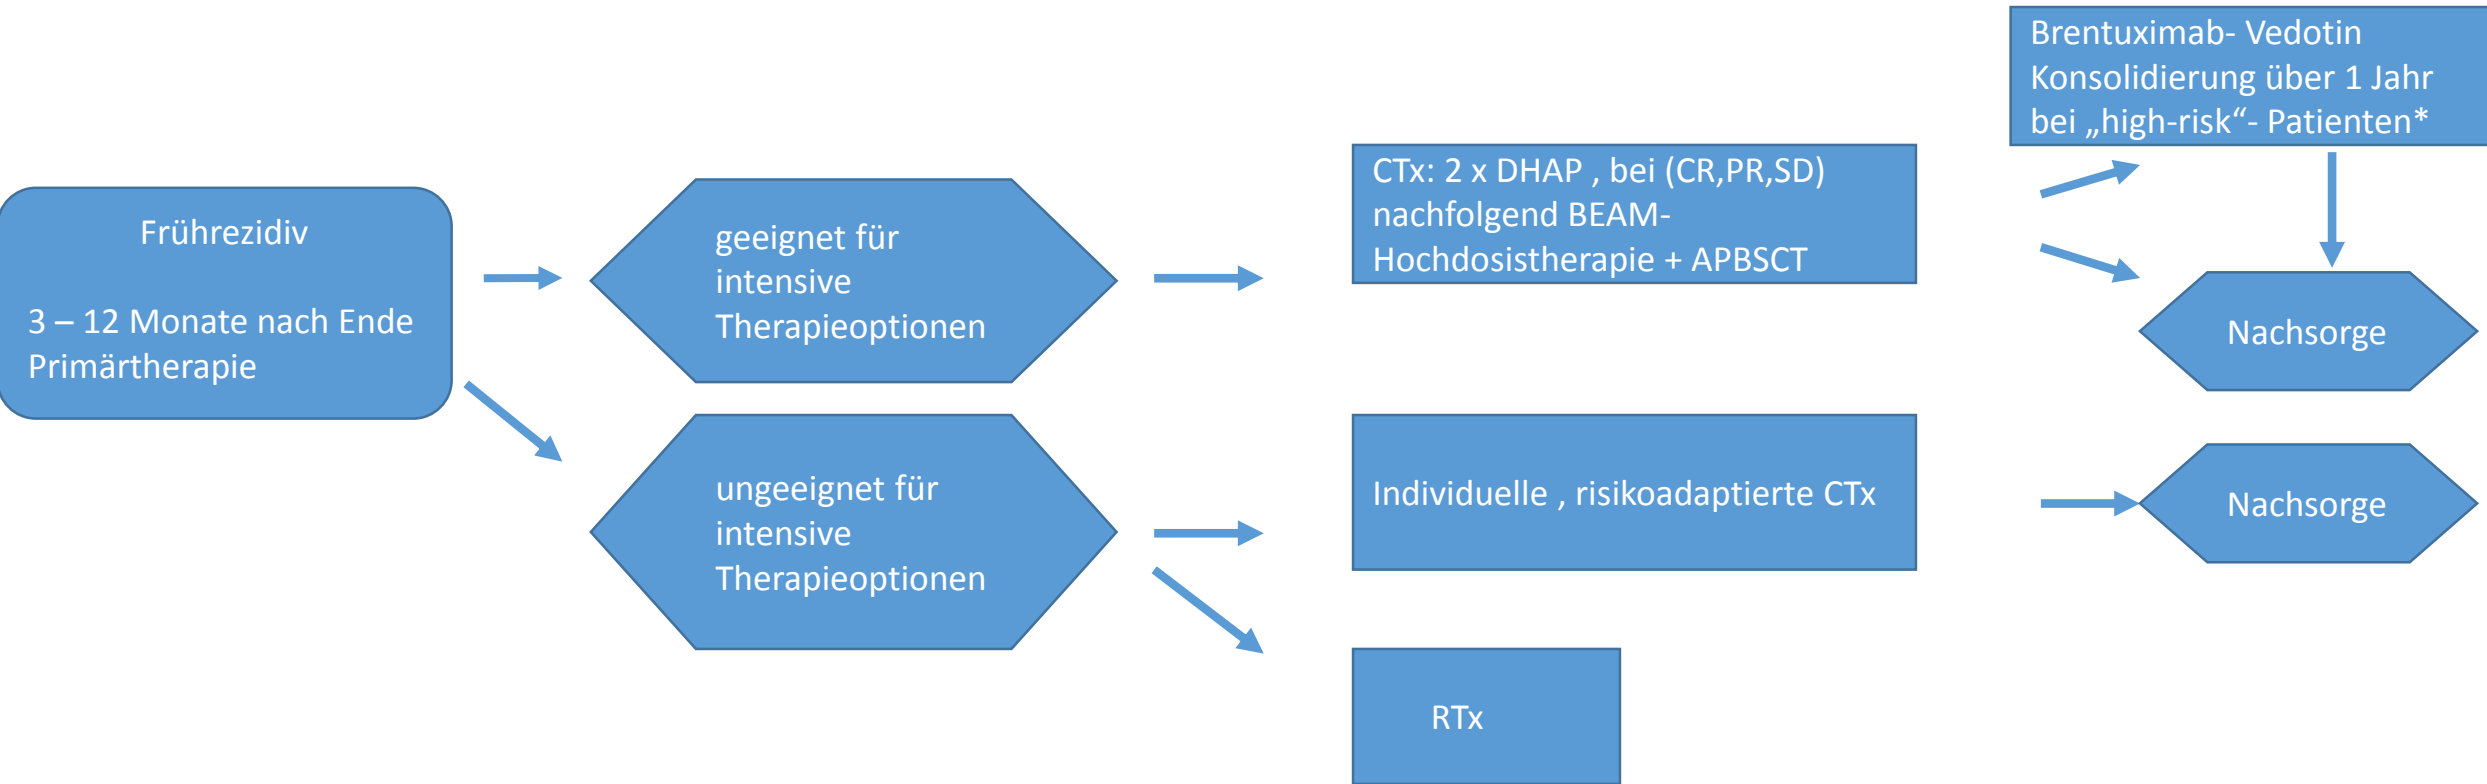 Frührezidiv
3 – 12 Monate nach Ende
Primärtherapie
geeignet für
intensive
Therapieoptionen
ungeeignet für
intensive
Therapieoptionen
CTx: 2 x DHAP , bei (CR,PR,SD)
nachfolgend BEAM-
Hochdosistherapie + APBSCT
Individuelle , risikoadaptierte CTx
RTx
Brentuximab- Vedotin
Konsolidierung über 1 Jahr
bei „high-risk“- Patienten*
Nachsorge
Nachsorge